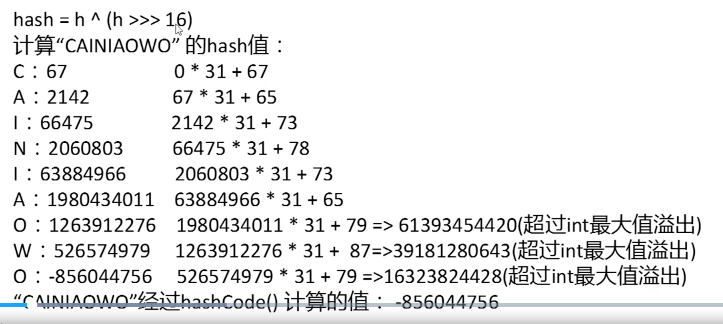 hash = h ^ (h >>> 16)
计算“CAINIAOWO” 的hash值：
C：67 0 * 31 + 67
A：2142 67 * 31 + 65
I：66475 2142 * 31 + 73
N：2060803 66475 * 31 + 78
I：63884966 2060803 * 31 + 73
A：1980434011 63884966 * 31 + 65
O：1263912276 1980434011 * 31 + 79 => 61393454420(超过int最大值溢出)
W：526574979 1263912276 * 31 + 87=>39181280643(超过int最大值溢出)
O：-856044756 526574979 * 31 + 79 =>16323824428(超过int最大值溢出)
“CAINIAOWO”经过hashCode() 计算的值： -856044756